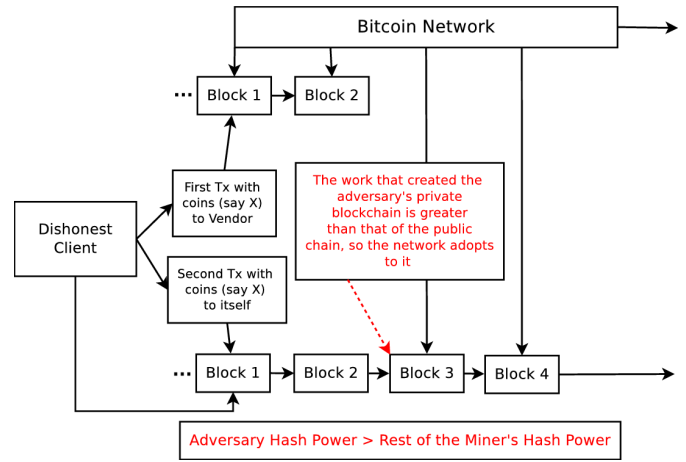 Bitcoin Network
... Block 1
Block 2
First Tx with
coins (say X)
to Vendor
The work that created the
adversary's private
blockchain is greater
than that of the public
chain, so the network adopts
to it
Dishonest
Client
Second Tx with
coins (say X)
to itself
... Block 1
Block 2
Block 3
Block 4
Adversary Hash Power > Rest of the Miner's Hash Power